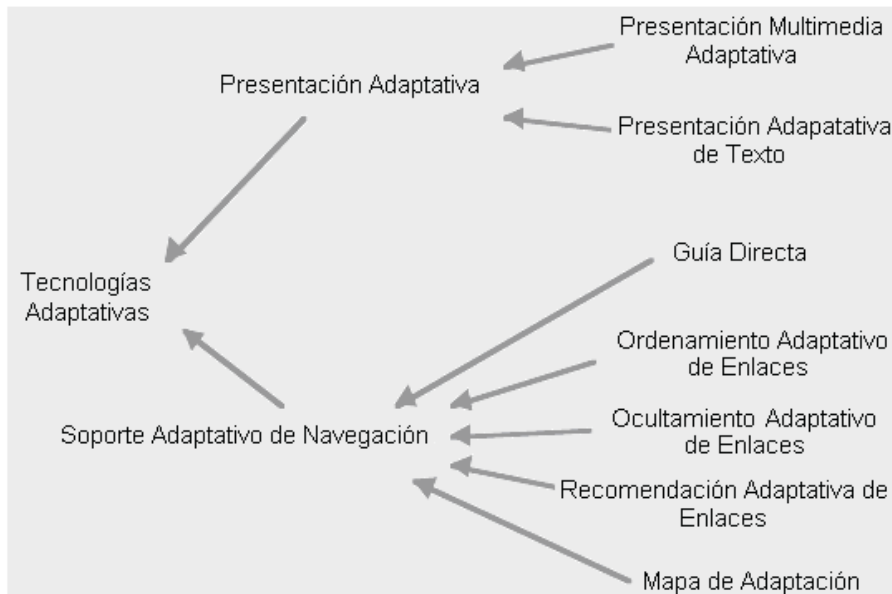 Presentación Multimedia
Adaptativa
Presentación Adaptativa
Presentación Adapatativa
de Texto
Guía Directa
Tecnologías
Adaptativas
Ordenamiento Adaptativo
de Enlaces
Ocultamiento Adaptativo
de Enlaces
Soporte Adaptativo de Navegación
Recomendación Adaptativa de
Enlaces
Mapa de Adaptación